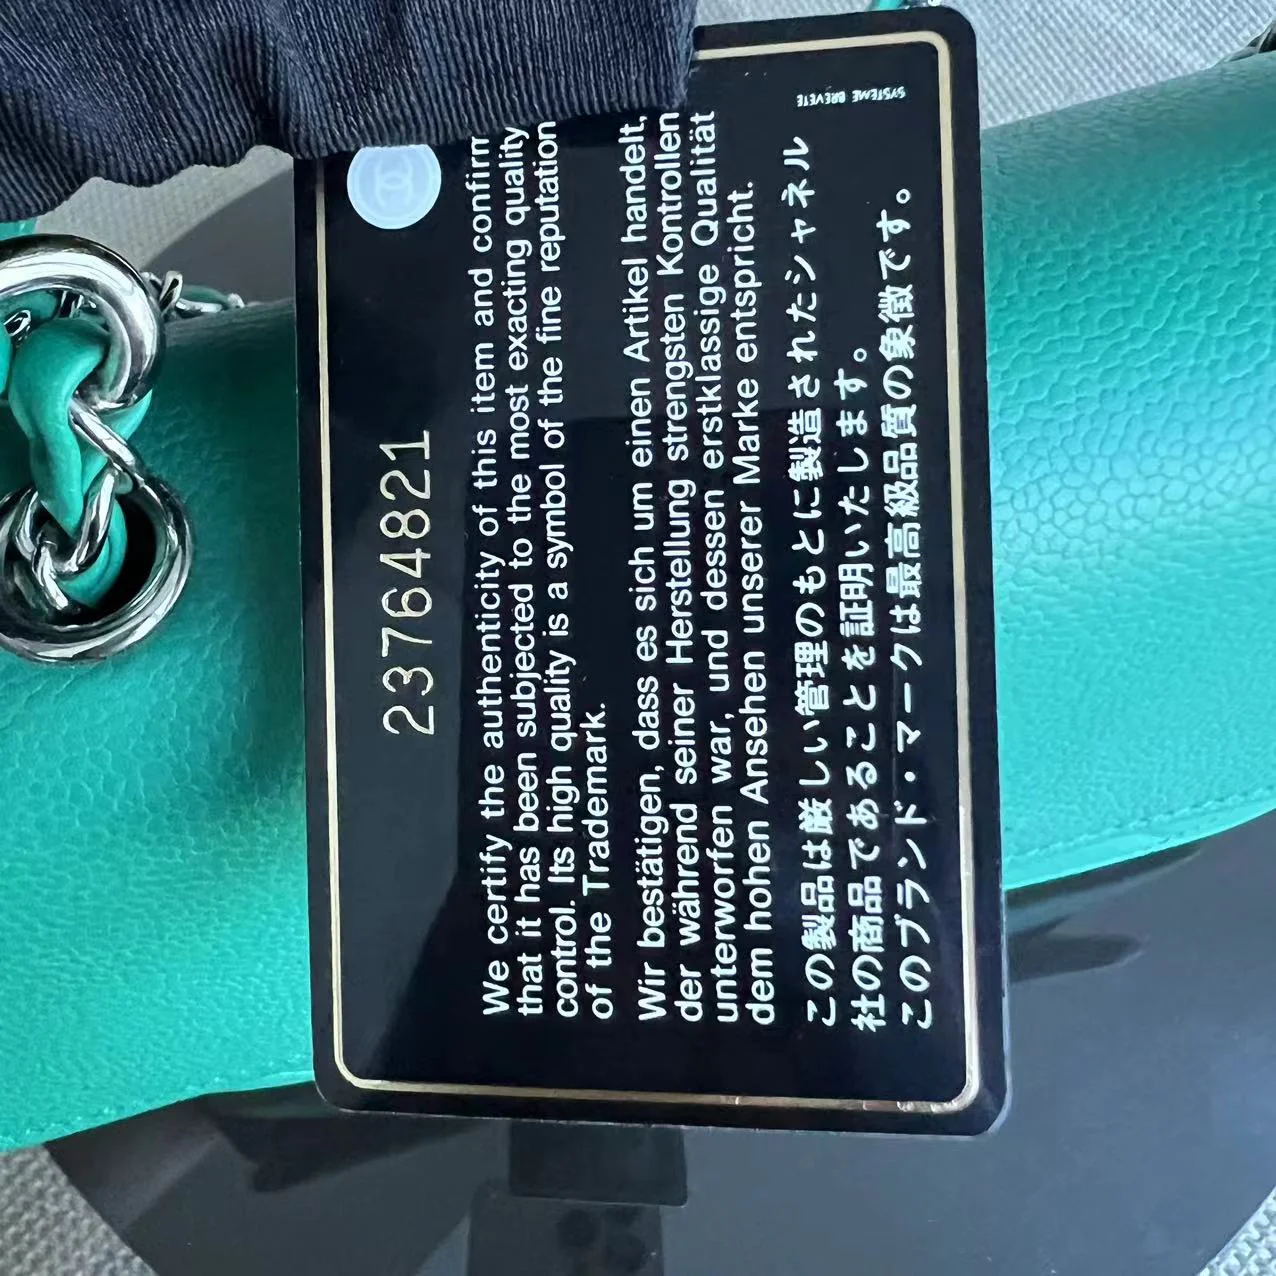 23764821
We certify the authenticity of this item and confirm
that it has been subjected to the most exacting quality
control. Its high quality is a symbol of the fine reputation
of the Trademark.
Wir bestätigen, dass es sich um einen Artikel handelt,
der während seiner Herstellung strengsten Kontrollen
unterworfen war, und dessen erstklassige Qualität
dem hohen Ansehen unserer Marke entspricht.
この製品は厳しい管理のもとに製造されたシャネル
社の商品であることを証明いたします。
このブランド・マークは最高級品質の象徴です。
SYSTEME BREVETE